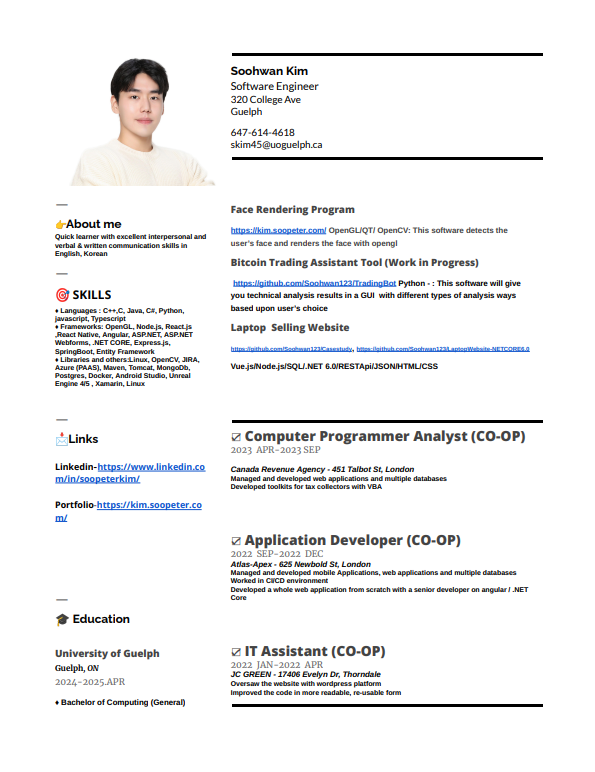 Soohwan Kim
Software Engineer
320 College Ave
Guelph
647-614-4618
skim45@uoguelph.ca
👉About me
Quick learner with excellent interpersonal and
verbal & written communication skills in
English, Korean
🎯 SKILLS
♦ Languages : C++,C, Java, C#, Python,
javascript, Typescript
♦ Frameworks: OpenGL, Node.js, React.js
,React Native, Angular, ASP.NET, ASP.NET
Webforms, .NET CORE, Express.js,
SpringBoot, Entity Framework
♦ Libraries and others:Linux, OpenCV, JIRA,
Azure (PAAS), Maven, Tomcat, MongoDb,
Postgres, Docker, Android Studio, Unreal
Engine 4/5 , Xamarin, Linux
📩Links
Linkedin-https://www.linkedin.co
m/in/soopeterkim/
Portfolio-https://kim.soopeter.co
m/
🎓 Education
University of Guelph
Guelph, ON
2024-2025.APR
♦ Bachelor of Computing (General)
Face Rendering Program
https://kim.soopeter.com/ OpenGL/QT/ OpenCV: This software detects the
user's face and renders the face with opengl
Bitcoin Trading Assistant Tool (Work in Progress)
https://github.com/Soohwan123/TradingBot Python - : This software will give
you technical analysis results in a GUI with different types of analysis ways
based upon user's choice
Laptop Selling Website
https://github.com/Soohwan123/Casestudy, https://github.com/Soohwan123/LaptopWebsite-NETCORE6.0
Vue.js/Node.js/SQL/.NET 6.0/RESTApi/JSON/HTML/CSS
☑ Computer Programmer Analyst (CO-OP)
2023 APR-2023 SEP
Canada Revenue Agency - 451 Talbot St, London
Managed and developed web applications and multiple databases
Developed toolkits for tax collectors with VBA
☑ Application Developer (CO-OP)
2022 SEP-2022 DEC
Atlas-Apex - 625 Newbold St, London
Managed and developed mobile Applications, web applications and multiple databases
Worked in CI/CD environment
Developed a whole web application from scratch with a senior developer on angular / .NET
Core
☑ IT Assistant (CO-OP)
2022 JAN-2022 APR
JC GREEN - 17406 Evelyn Dr, Thorndale
Oversaw the website with wordpress platform
Improved the code in more readable, re-usable form